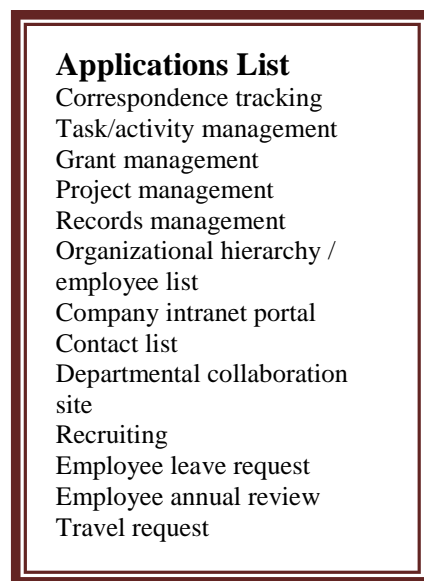 Applications List
Correspondence tracking
Task/activity management
Grant management
Project management
Records management
Organizational hierarchy /
employee list
Company intranet portal
Contact list
Departmental collaboration
site
Recruiting
Employee leave request
Employee annual review
Travel request